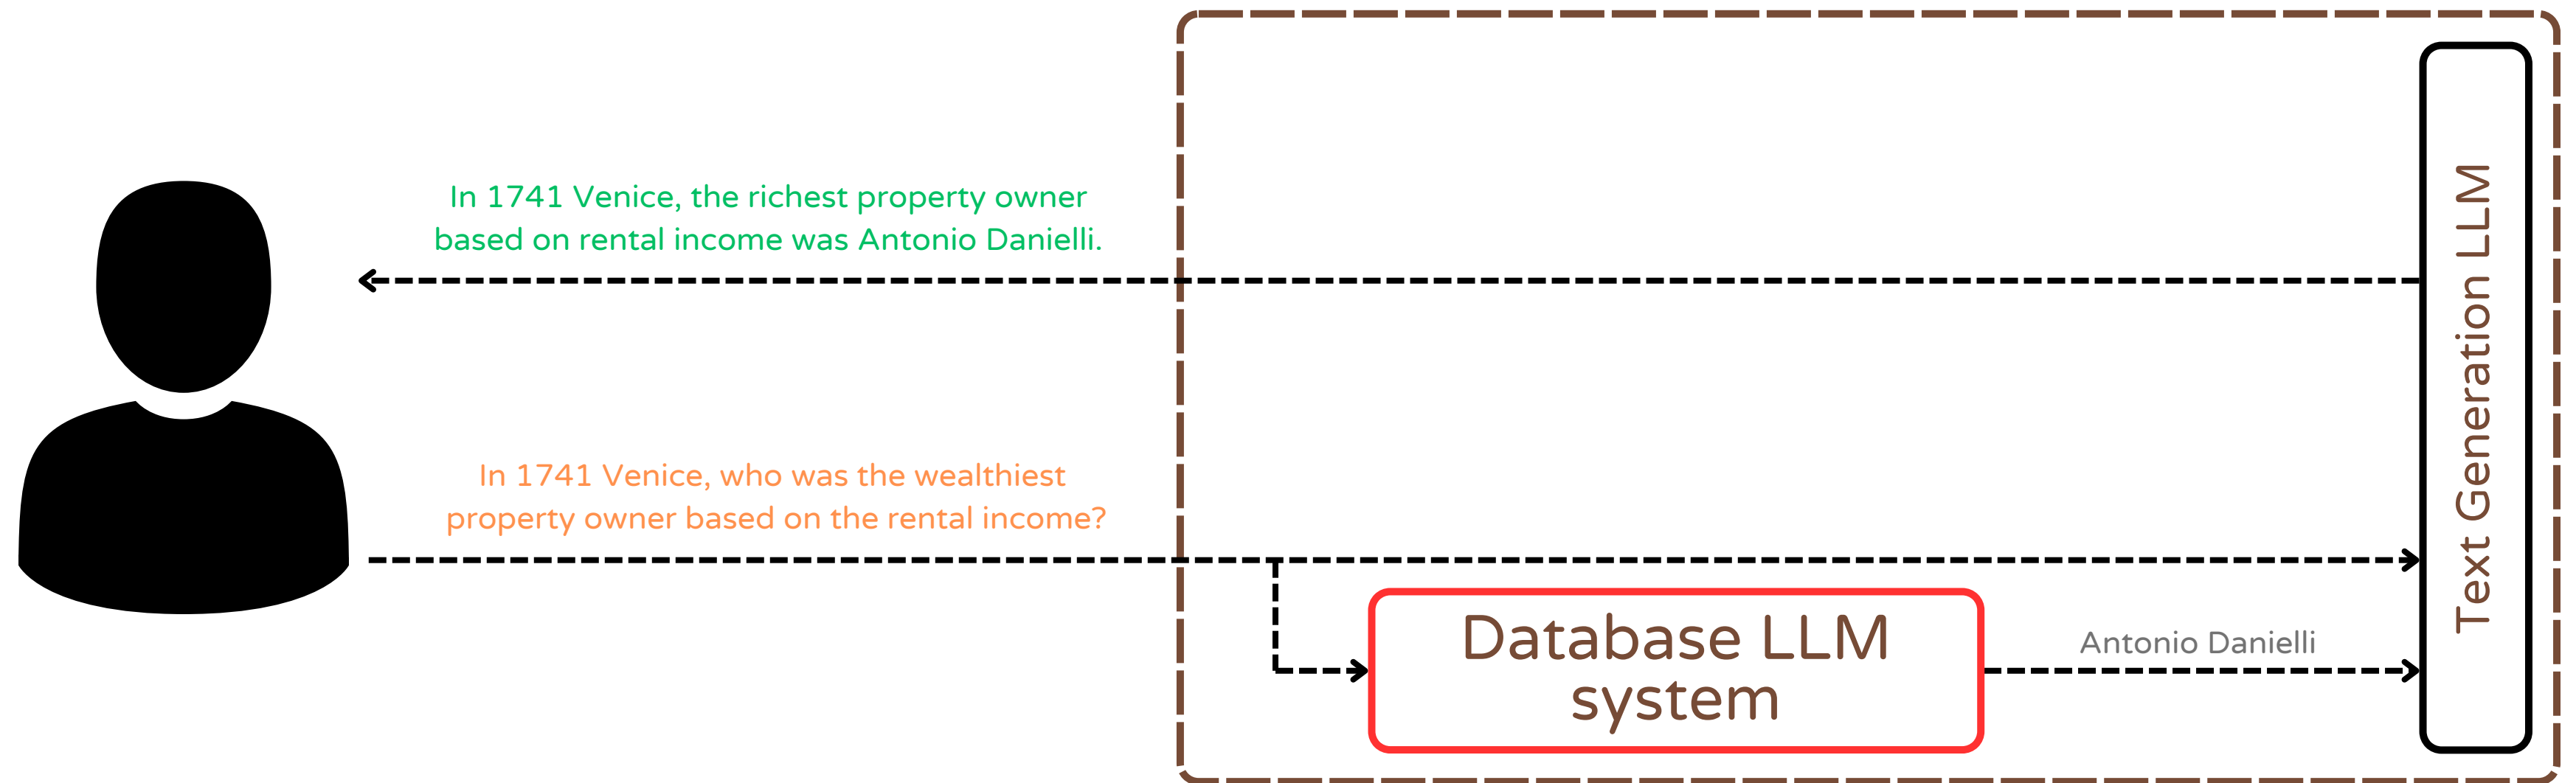 In 1741 Venice, the richest property owner
based on rental income was Antonio Danielli.
In 1741 Venice, who was the wealthiest
property owner based on the rental income?
Database LLM
system
Antonio Danielli
Text Generation LLM